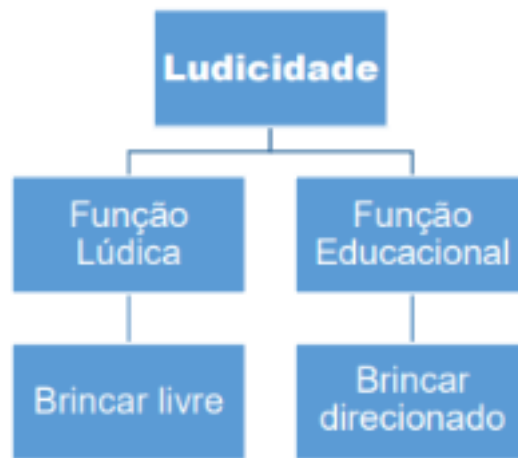 Ludicidade
Função
Lúdica
Função
Educacional
Brincar livre
Brincar
direcionado